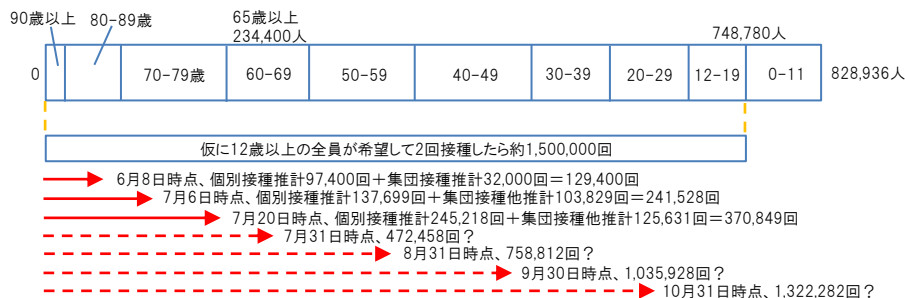 90歳以上
80-89歳
65歳以上
234,400人
748,780人
0
70-79歳
60-69
50-59
40-49
30-39
20-29
12-19
0-11
828,936人
仮に12歳以上の全員が希望して2回接種したら約1,500,000回
6月8日時点、個別接種推計97,400回＋集団接種推計32,000回＝129,400回
7月6日時点、個別接種推計137,699回＋集団接種他推計103,829回＝241,528回
7月20日時点、個別接種推計245,218回＋集団接種他推計125,631回＝370,849回
7月31日時点、472,458回？
8月31日時点、758,812回？
9月30日時点、1,035,928回？
10月31日時点、1,322,282回？